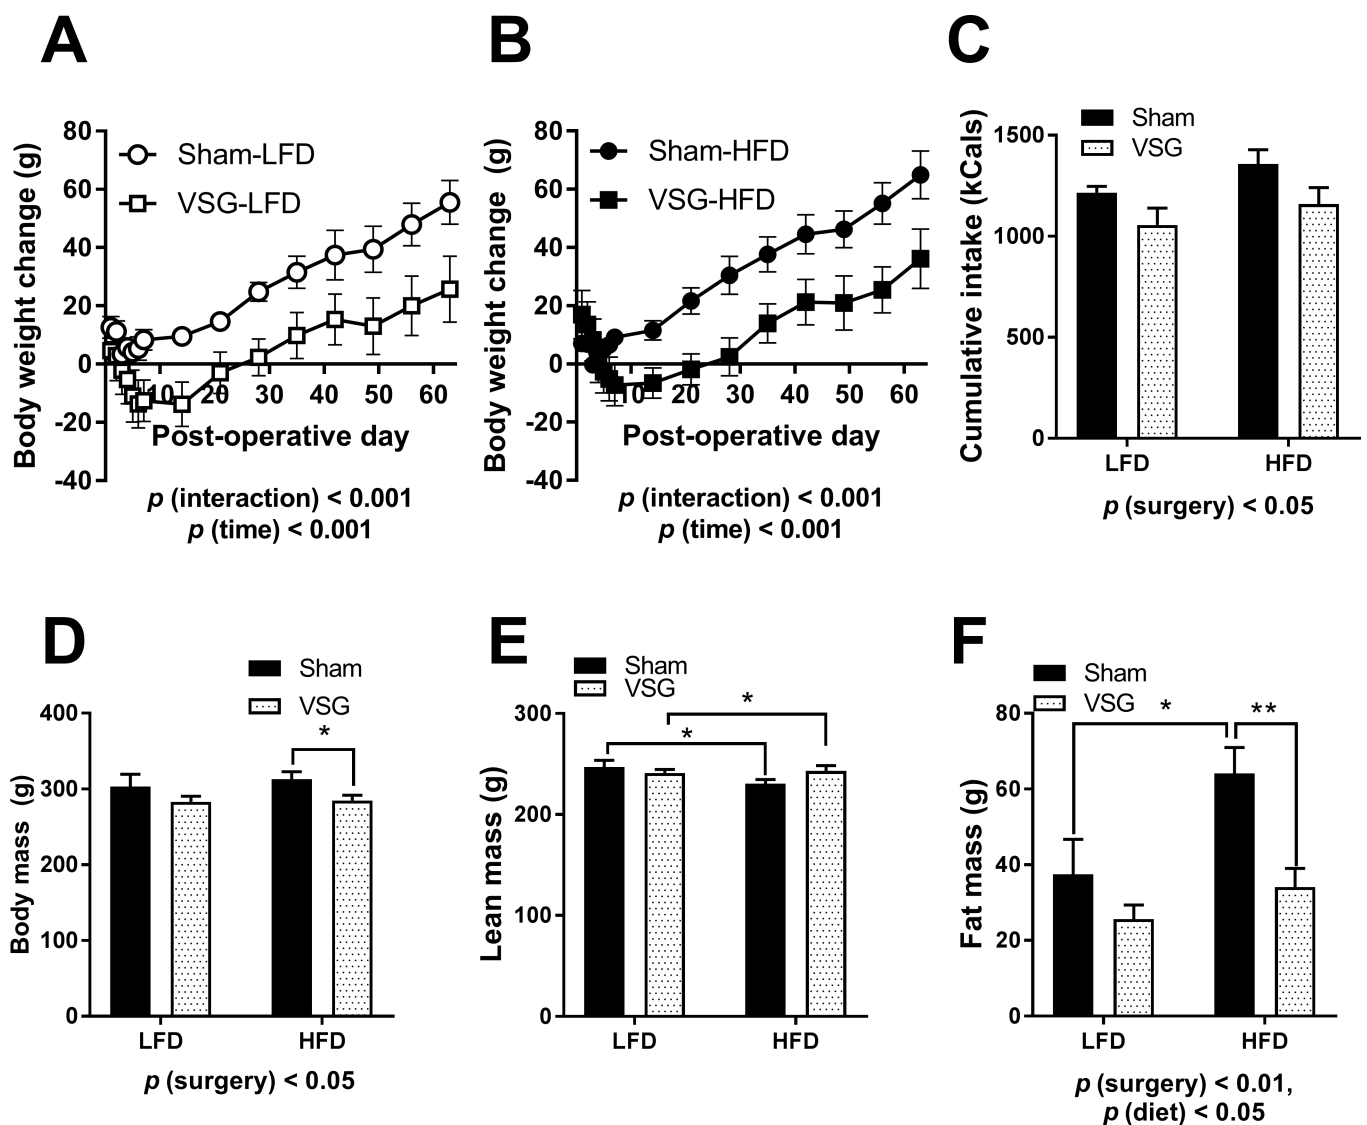 A
Body weight change (g)
80
60
40
20
0
-20
-40
Sham-LFD
VSG-LFD
10 20 30 40 50 60
Post-operative day
p (interaction) < 0.001
p (time) < 0.001
B
Body weight change (g)
80
60
40
20
0
-20
-40
Sham-HFD
VSG-HFD
10 20 30 40 50 60
Post-operative day
p (interaction) < 0.001
p (time) < 0.001
C
Cumulative intake (kCals)
Sham
VSG
1500
1000
500
0
LFD HFD
p (surgery) < 0.05
D
Body mass (g)
Sham
VSG
400
300
200
100
0
*
LFD HFD
p (surgery) < 0.05
E
Lean mass (g)
Sham
VSG
300
200
100
0
*
*
LFD HFD
F
Fat mass (g)
Sham
VSG
80
60
40
20
0
* **
LFD HFD
p (surgery) < 0.01,
p (diet) < 0.05